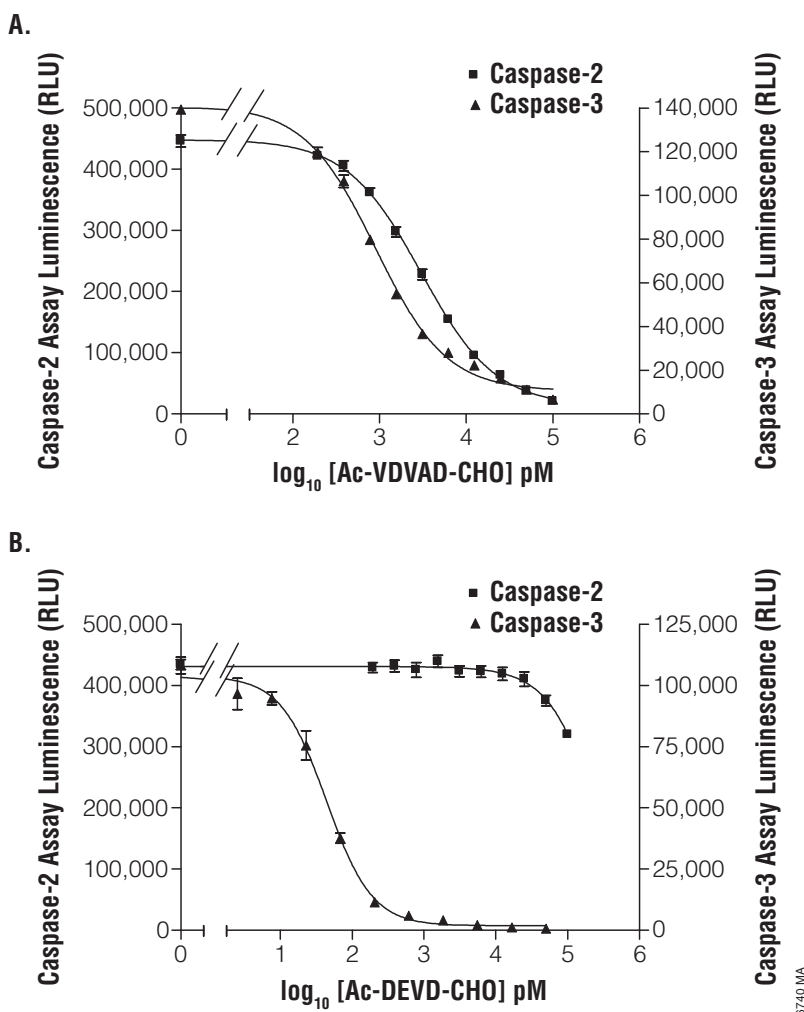 A.
Caspase-2
Caspase-3
Caspase-2 Assay Luminescence (RLU)
500,000
400,000
300,000
200,000
100,000
0
140,000
120,000
100,000
80,000
60,000
40,000
20,000
0
Caspase-3 Assay Luminescence (RLU)
0 2 3 4 5 6
log10 [Ac-VDVAD-CHO] pM
B.
Caspase-2
Caspase-3
Caspase-2 Assay Luminescence (RLU)
500,000
400,000
300,000
200,000
100,000
0
125,000
100,000
75,000
50,000
25,000
0
Caspase-3 Assay Luminescence (RLU)
0 1 2 3 4 5 6
log10 [Ac-DEVD-CHO] pM